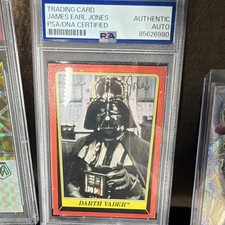 TRADING CARD
JAMES EARL JONES
PSA/DNA CERTIFIED
AUTHENTIC
AUTO
PSA
85626980
DARTH VADER™